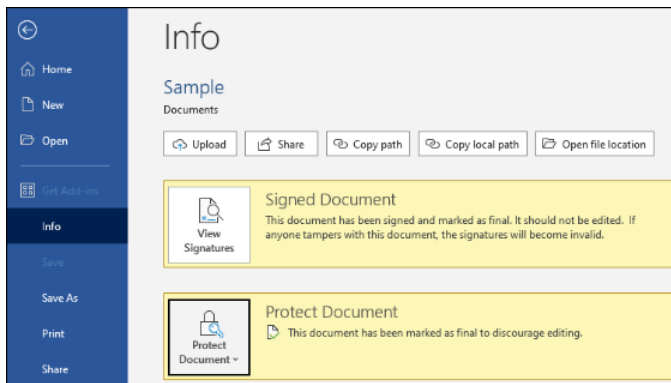 Info
Home
New
Open
Get Add-ins
Info
Save
Save As
Print
Share
Sample
Documents
Upload
Share
Copy path
Copy local path
Open file location
View
Signatures
Signed Document
This document has been signed and marked as final. It should not be edited. If
anyone tampers with this document, the signatures will become invalid.
Protect
Document
Protect Document
This document has been marked as final to discourage editing.